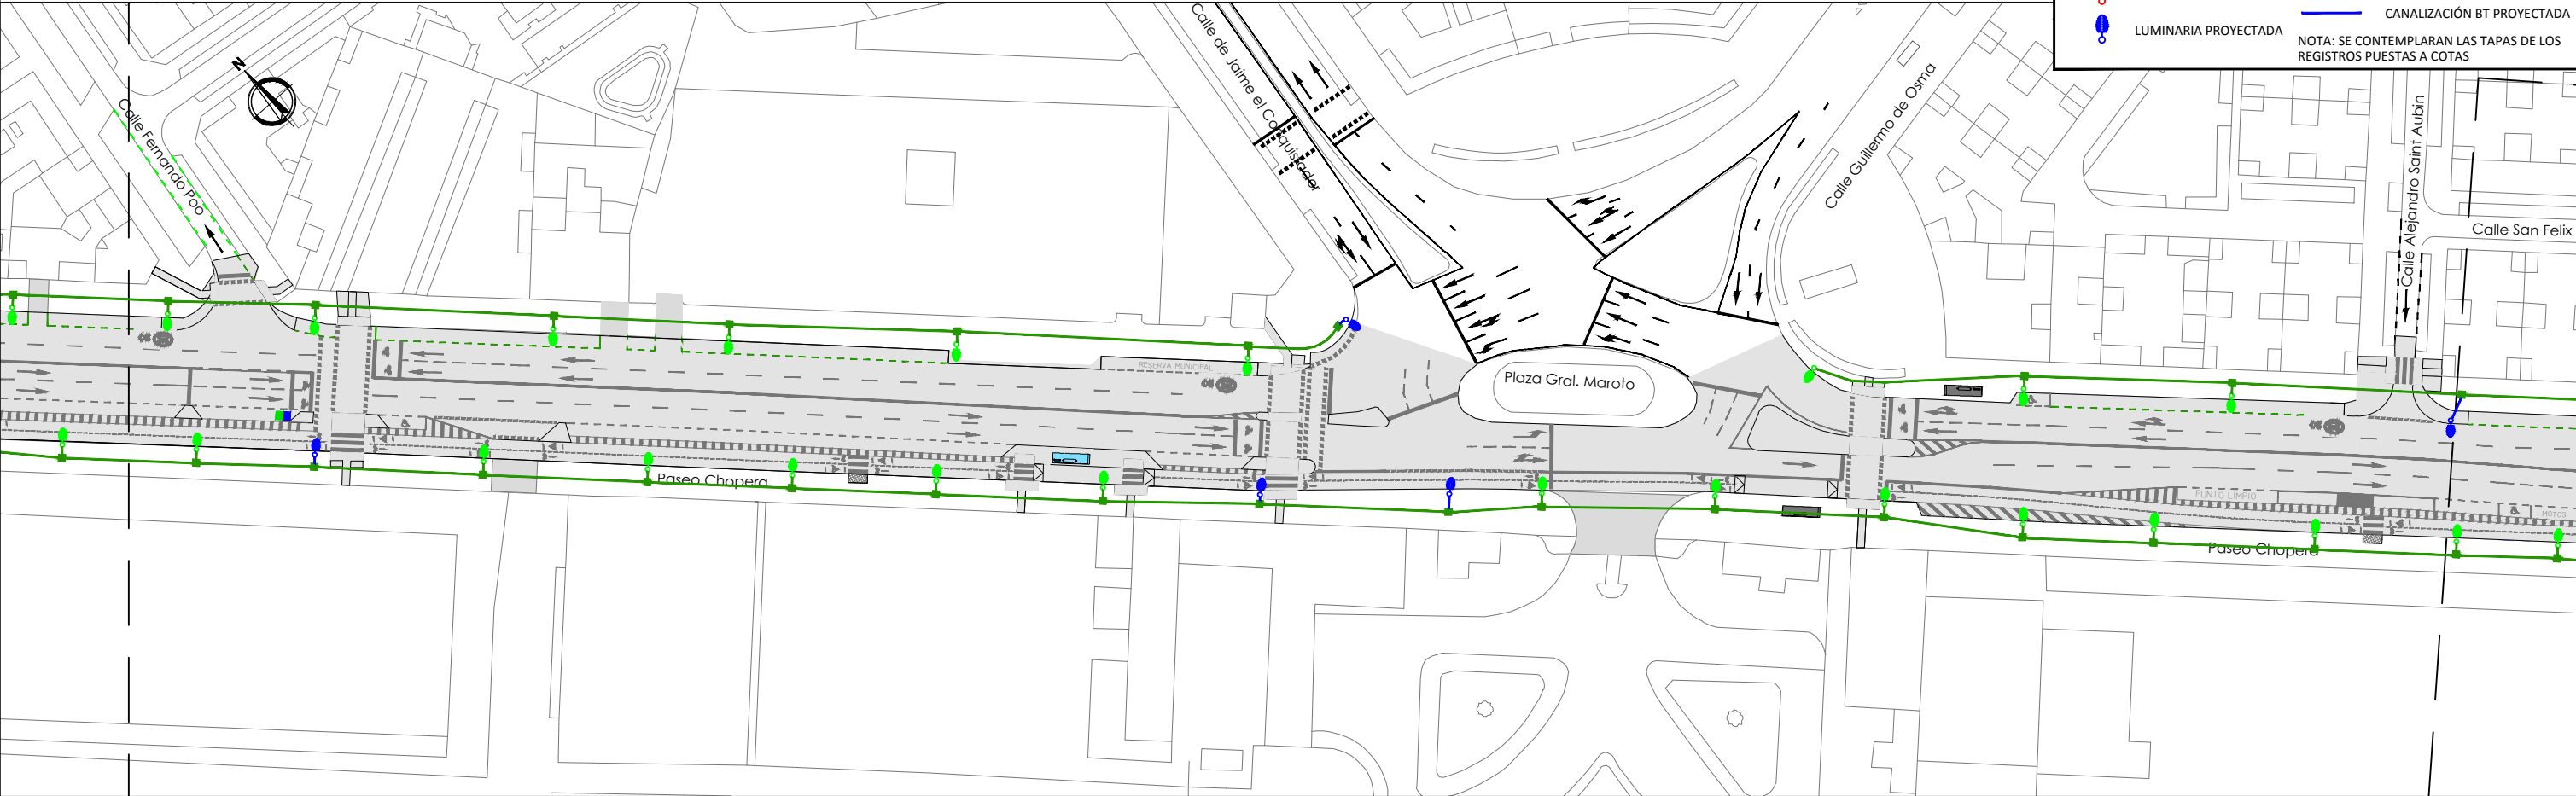 CANALIZACIÓN BT PROYECTADA
LUMINARIA PROYECTADA
NOTA: SE CONTEMPLARAN LAS TAPAS DE LOS
REGISTROS PUESTAS A COTAS
N
Calle Fernando Poo
Calle de Jaime el Conquistador
Calle Guillermo de Osma
Calle Alejandro Saint Aubin
Calle San Felix
RESERVA MUNICIPAL
Plaza Gral. Maroto
Paseo Chopera
PUNTO LIMPIO
MOTOS
Paseo Chopera